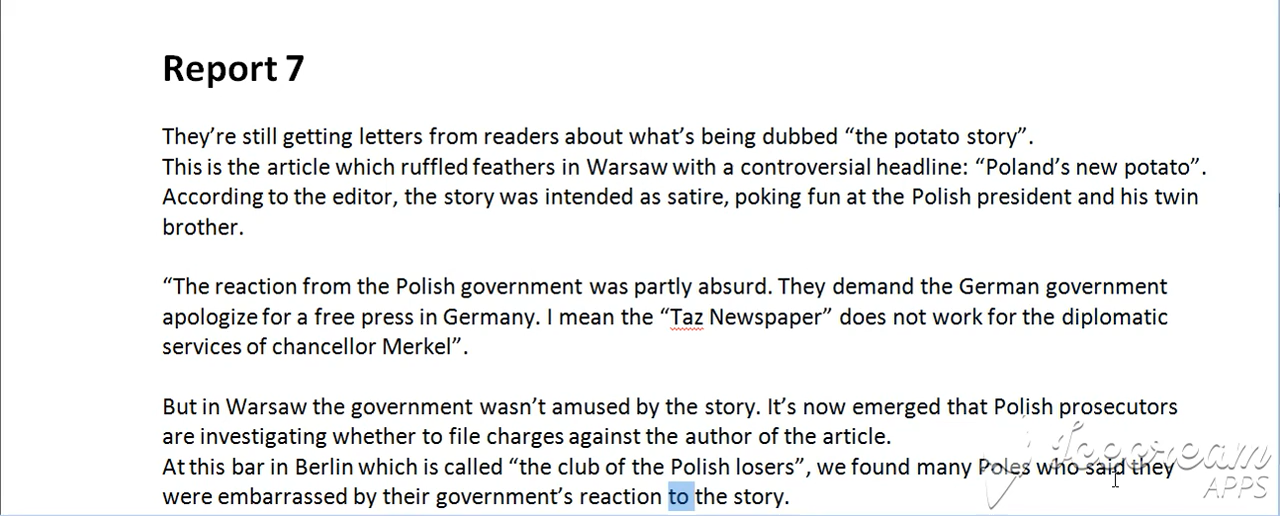 Report 7
They’re still getting letters from readers about what’s being dubbed “the potato story”.
This is the article which ruffled feathers in Warsaw with a controversial headline: “Poland’s new potato”.
According to the editor, the story was intended as satire, poking fun at the Polish president and his twin
brother.
“The reaction from the Polish government was partly absurd. They demand the German government
apologize for a free press in Germany. I mean the “Taz Newspaper” does not work for the diplomatic
services of chancellor Merkel”.
But in Warsaw the government wasn’t amused by the story. It’s now emerged that Polish prosecutors
are investigating whether to file charges against the author of the article.
At this bar in Berlin which is called “the club of the Polish losers”, we found many Poles who said they
were embarrassed by their government’s reaction to the story.
Icecream
APPS